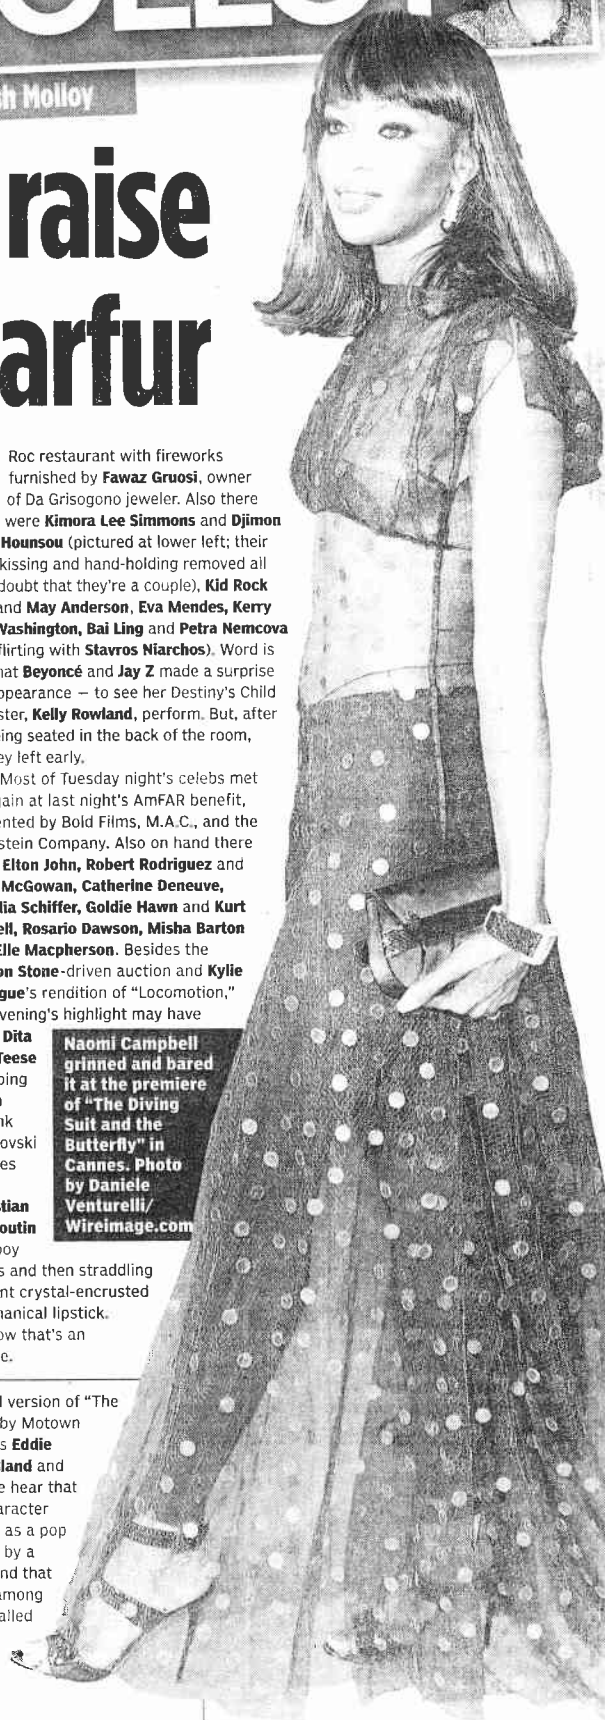 sh Molloy
raise
arfur
Roc restaurant with fireworks
furnished by Fawaz Gruosi, owner
of Da Grisogono jeweler. Also there
were Kimora Lee Simmons and Djimon
Hounsou (pictured at lower left; their
kissing and hand-holding removed all
doubt that they're a couple), Kid Rock
and May Anderson, Eva Mendes, Kerry
Washington, Bai Ling and Petra Nemcova
flirting with Stavros Niarchos). Word is
hat Beyoncé and Jay Z made a surprise
ppearance — to see her Destiny's Child
ster, Kelly Rowland, perform. But, after
ing seated in the back of the room,
ey left early.
Most of Tuesday night's celebs met
ain at last night's AmFAR benefit,
nted by Bold Films, M.A.C., and the
stein Company. Also on hand there
Elton John, Robert Rodriguez and
McGowan, Catherine Deneuve,
lia Schiffer, Goldie Hawn and Kurt
ell, Rosario Dawson, Misha Barton
Elle Macpherson. Besides the
on Stone-driven auction and Kylie
gue's rendition of "Locomotion,"
vening's highlight may have
Dita
Teese
ping
nk
ovski
es
tian
outin
boy
s and then straddling
nt crystal-encrusted
hanical lipstick.
ow that's an
e.
Naomi Campbell
grinned and bared
it at the premiere
of "The Diving
Suit and the
Butterfly" in
Cannes. Photo
by Daniele
Venturelli/
Wireimage.com
l version of "The
by Motown
s Eddie
land and
e hear that
aracter
as a pop
by a
nd that
among
alled